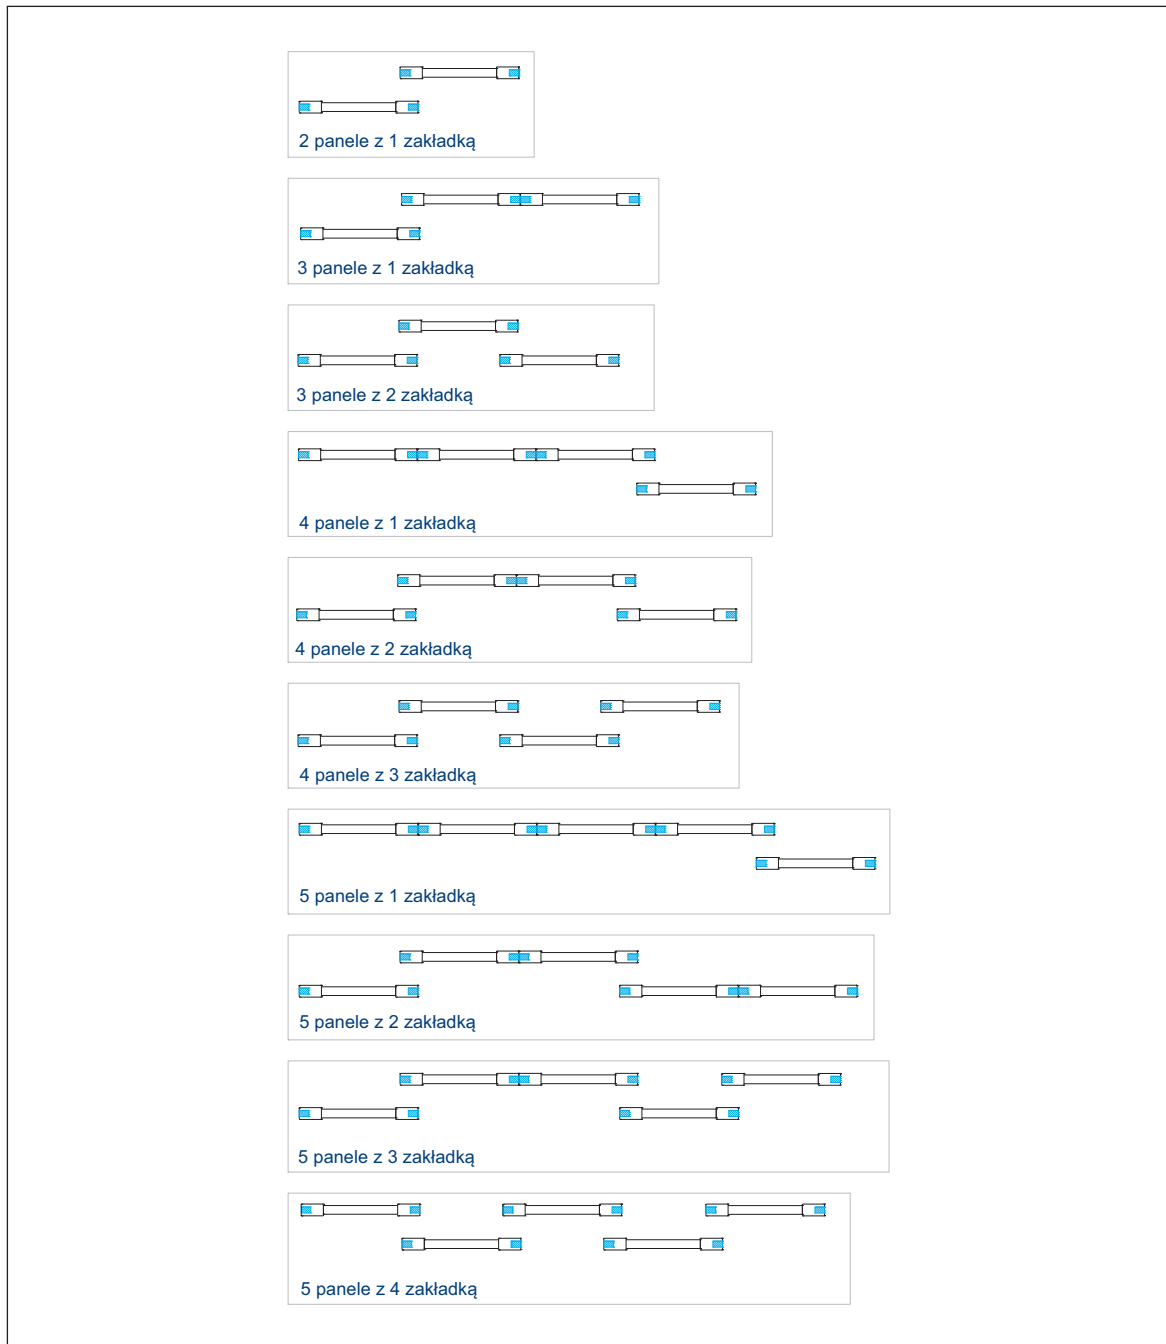 2 panele z 1 zakładką
3 panele z 1 zakładką
3 panele z 2 zakładką
4 panele z 1 zakładką
4 panele z 2 zakładką
4 panele z 3 zakładką
5 panele z 1 zakładką
5 panele z 2 zakładką
5 panele z 3 zakładką
5 panele z 4 zakładką